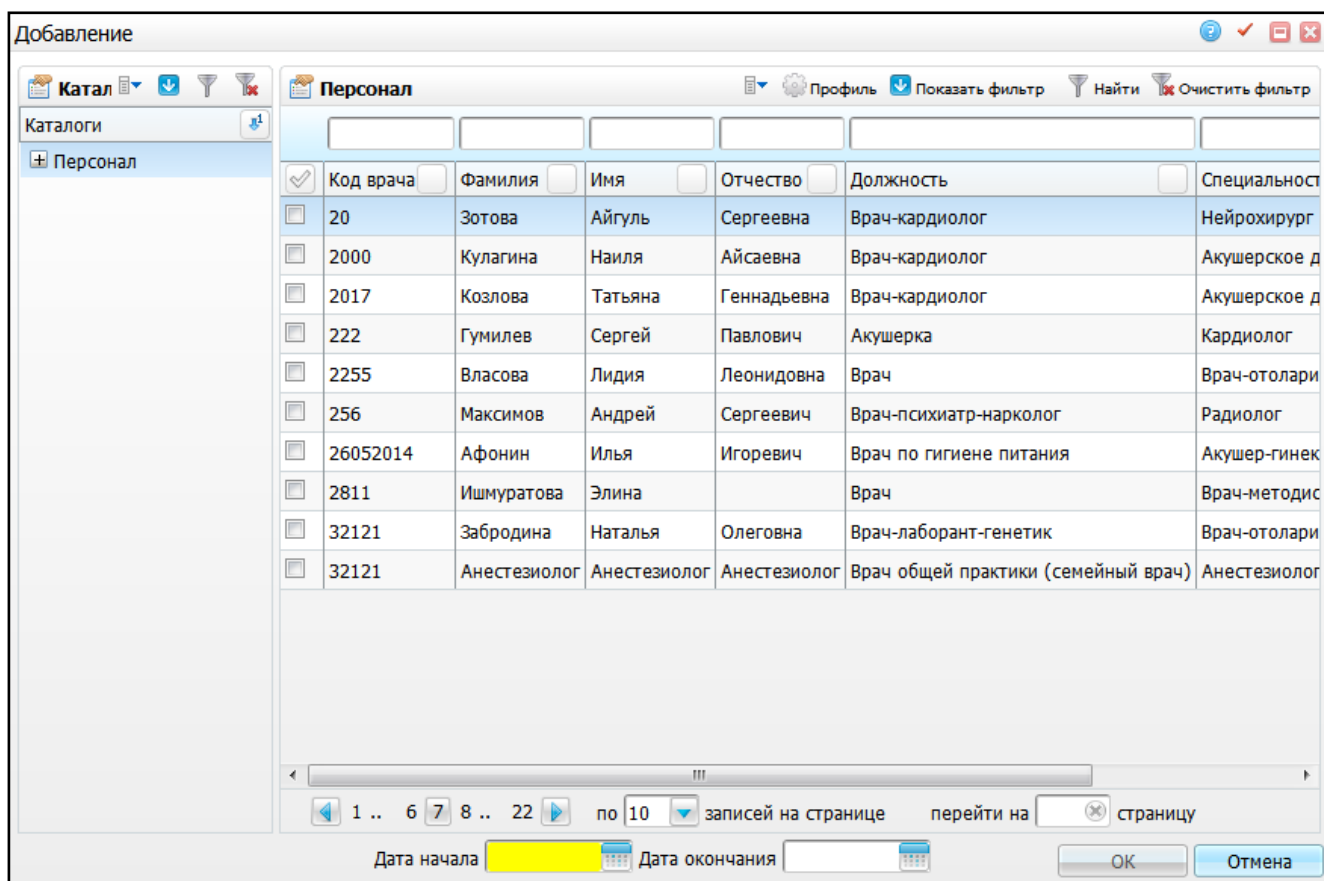 Добавление
Катал
Персонал Профиль Показать фильтр Найти Очистить фильтр
Каталоги 1
Персонал
Код врача Фамилия Имя Отчество Должность Специальност
20 Зотова Айгуль Сергеевна Врач-кардиолог Нейрохирург
2000 Кулагина Наиля Айсаевна Врач-кардиолог Акушерское д
2017 Козлова Татьяна Геннадьевна Врач-кардиолог Акушерское д
222 Гумилев Сергей Павлович Акушерка Кардиолог
2255 Власова Лидия Леонидовна Врач Врач-отолари
256 Максимов Андрей Сергеевич Врач-психиатр-нарколог Радиолог
26052014 Афонин Илья Игоревич Врач по гигиене питания Акушер-гинек
2811 Ишмуратова Элина Врач Врач-методис
32121 Забродина Наталья Олеговна Врач-лаборант-генетик Врач-отолари
32121 Анестезиолог Анестезиолог Анестезиолог Врач общей практики (семейный врач) Анестезиолог
1 .. 6 7 8 .. 22 по 10 записей на странице перейти на страницу
Дата начала Дата окончания ОК Отмена